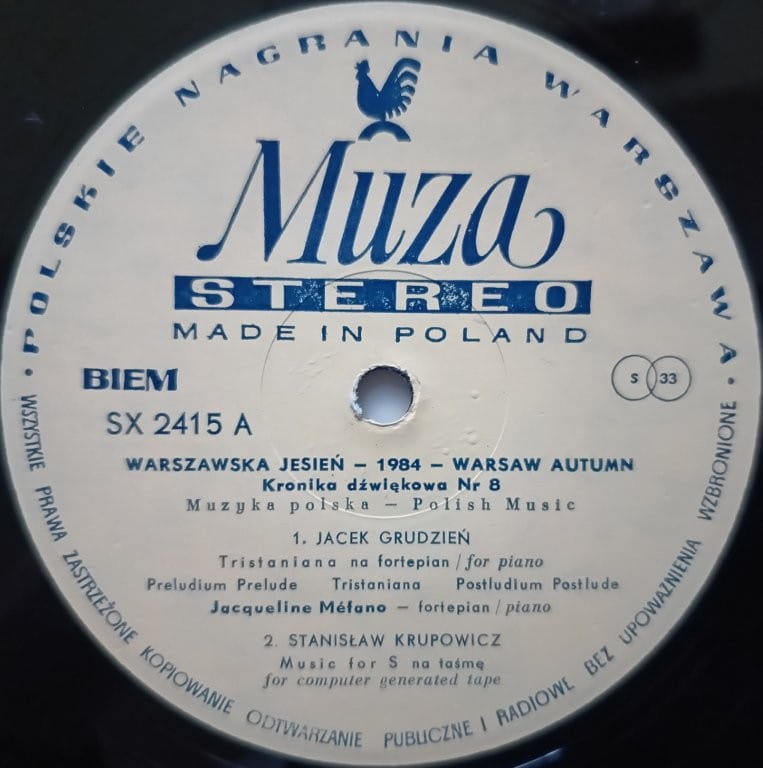 • POLSKIE NAGRANIA WARSZAWA •
Muza
STEREO
MADE IN POLAND
BIEM
S 33
SX 2415 A
WARSZAWSKA JESIEŃ – 1984 – WARSAW AUTUMN
Kronika dźwiękowa Nr 8
Muzyka polska – Polish Music
1. JACEK GRUDZIEŃ
Tristaniana na fortepian / for piano
Preludium Prelude Tristaniana Postludium Postlude
Jacqueline Méfano – fortepian / piano
2. STANISŁAW KRUPOWICZ
Music for S na taśmę
for computer generated tape
WSZYSTKIE PRAWA ZASTRZEŻONE KOPIOWANIE ODTWARZANIE PUBLICZNE I RADIOWE BEZ UPOWAŻNIENIA WZBRONIONE